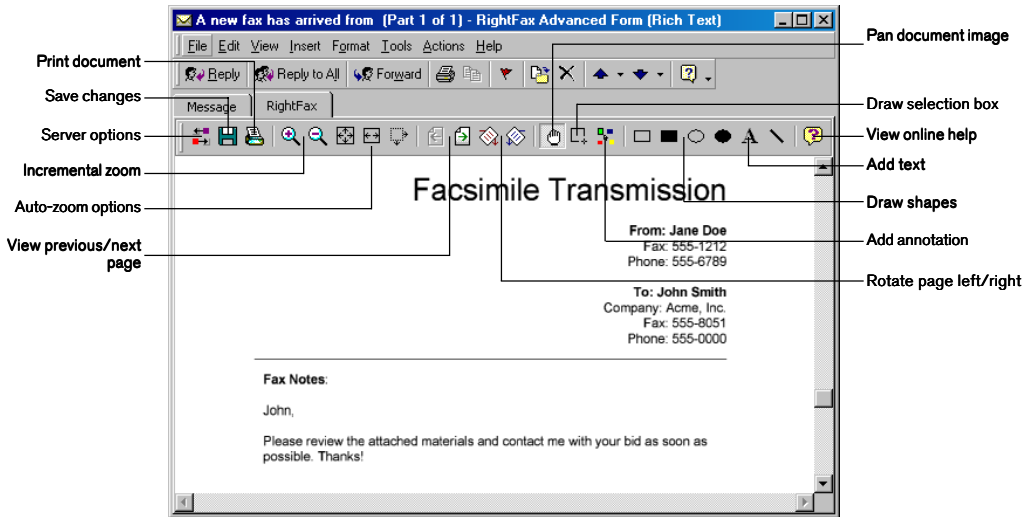 A new fax has arrived from (Part 1 of 1) - RightFax Advanced Form (Rich Text)
File Edit View Insert Format Tools Actions Help
Reply Reply to All Forward
Message RightFax
Print document
Save changes
Server options
Incremental zoom
Auto-zoom options
View previous/next
page
Pan document image
Draw selection box
View online help
Add text
Draw shapes
Add annotation
Rotate page left/right
Facsimile Transmission
From: Jane Doe
Fax: 555-1212
Phone: 555-6789
To: John Smith
Company: Acme, Inc.
Fax: 555-8051
Phone: 555-0000
Fax Notes:
John,
Please review the attached materials and contact me with your bid as soon as
possible. Thanks!